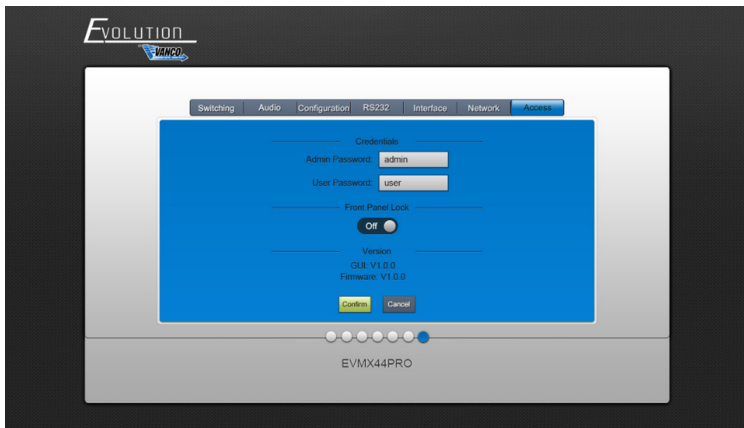 EVOLUTION
VANCO
Switching Audio Configuration RS232 Interface Network Access
Credentials
Admin Password: admin
User Password: user
Front Panel Lock
Off
Version
GUI: V1.0.0
Firmware: V1.0.0
Confirm Cancel
EVMX44PRO